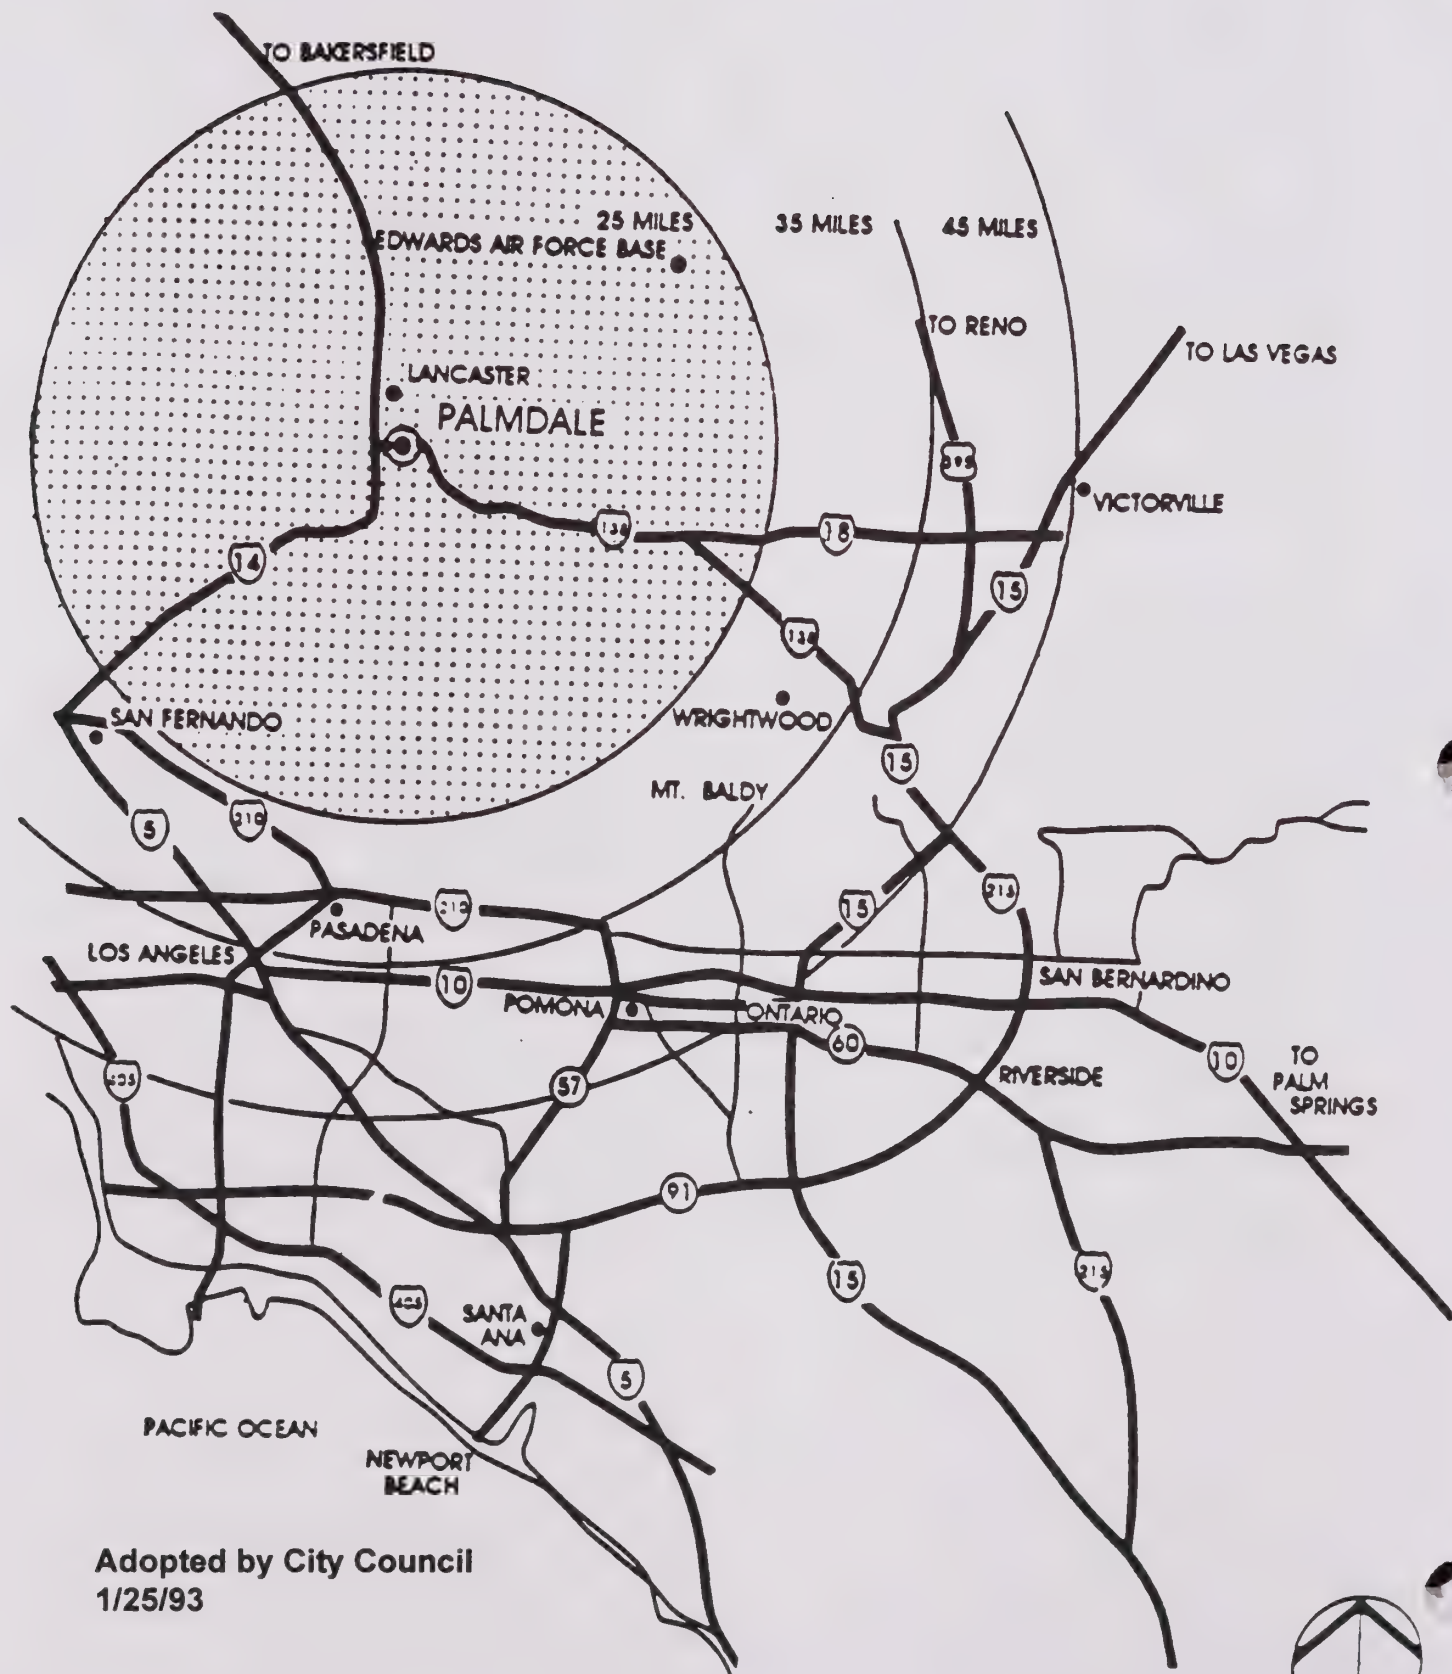 TO BAKERSFIELD
25 MILES
35 MILES
45 MILES
EDWARDS AIR FORCE BASE
TO RENO
TO LAS VEGAS
LANCASTER
PALMDALE
395
VICTORVILLE
138
18
14
15
138
SAN FERNANDO
WRIGHTWOOD
15
MT. BALDY
5
210
215
15
210
PASADENA
LOS ANGELES
10
SAN BERNARDINO
POMONA
ONTARIO
60
10
TO
PALM
SPRINGS
405
57
RIVERSIDE
91
15
215
405
SANTA
ANA
5
PACIFIC OCEAN
NEWPORT
BEACH
Adopted by City Council
1/25/93